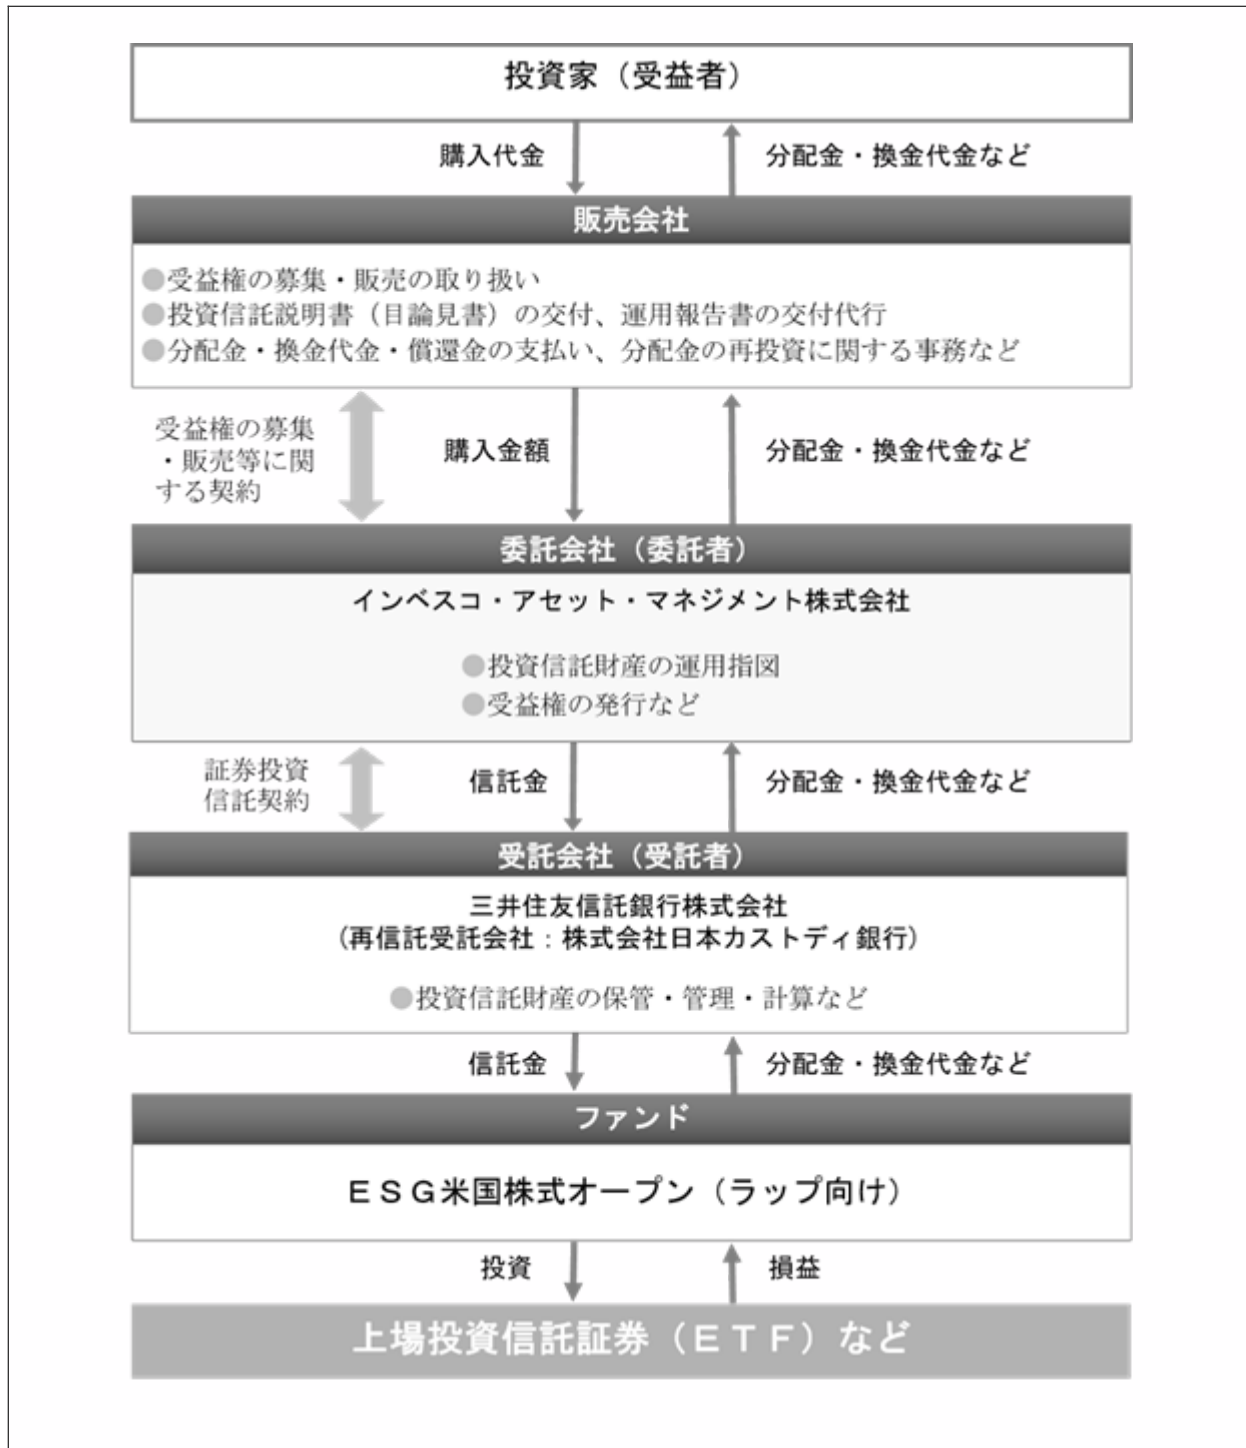 投資家（受益者）
購入代金
分配金・換金代金など
販売会社
●受益権の募集・販売の取り扱い
●投資信託説明書（目論見書）の交付、運用報告書の交付代行
●分配金・換金代金・償還金の支払い、分配金の再投資に関する事務など
受益権の募集
・販売等に関
する契約
購入金額
分配金・換金代金など
委託会社（委託者）
インベスコ・アセット・マネジメント株式会社
●投資信託財産の運用指図
●受益権の発行など
証券投資
信託契約
信託金
分配金・換金代金など
受託会社（受託者）
三井住友信託銀行株式会社
(再信託受託会社：株式会社日本カストディ銀行)
●投資信託財産の保管・管理・計算など
信託金
分配金・換金代金など
ファンド
ＥＳＧ米国株式オープン（ラップ向け）
投資
損益
上場投資信託証券（ＥＴＦ）など